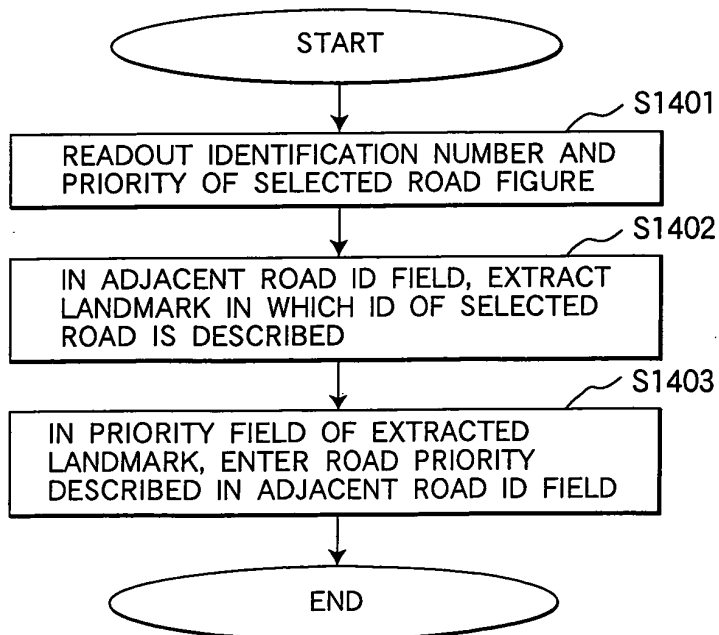 START
S1401
READOUT IDENTIFICATION NUMBER AND
PRIORITY OF SELECTED ROAD FIGURE
S1402
IN ADJACENT ROAD ID FIELD, EXTRACT
LANDMARK IN WHICH ID OF SELECTED
ROAD IS DESCRIBED
S1403
IN PRIORITY FIELD OF EXTRACTED
LANDMARK, ENTER ROAD PRIORITY
DESCRIBED IN ADJACENT ROAD ID FIELD
END